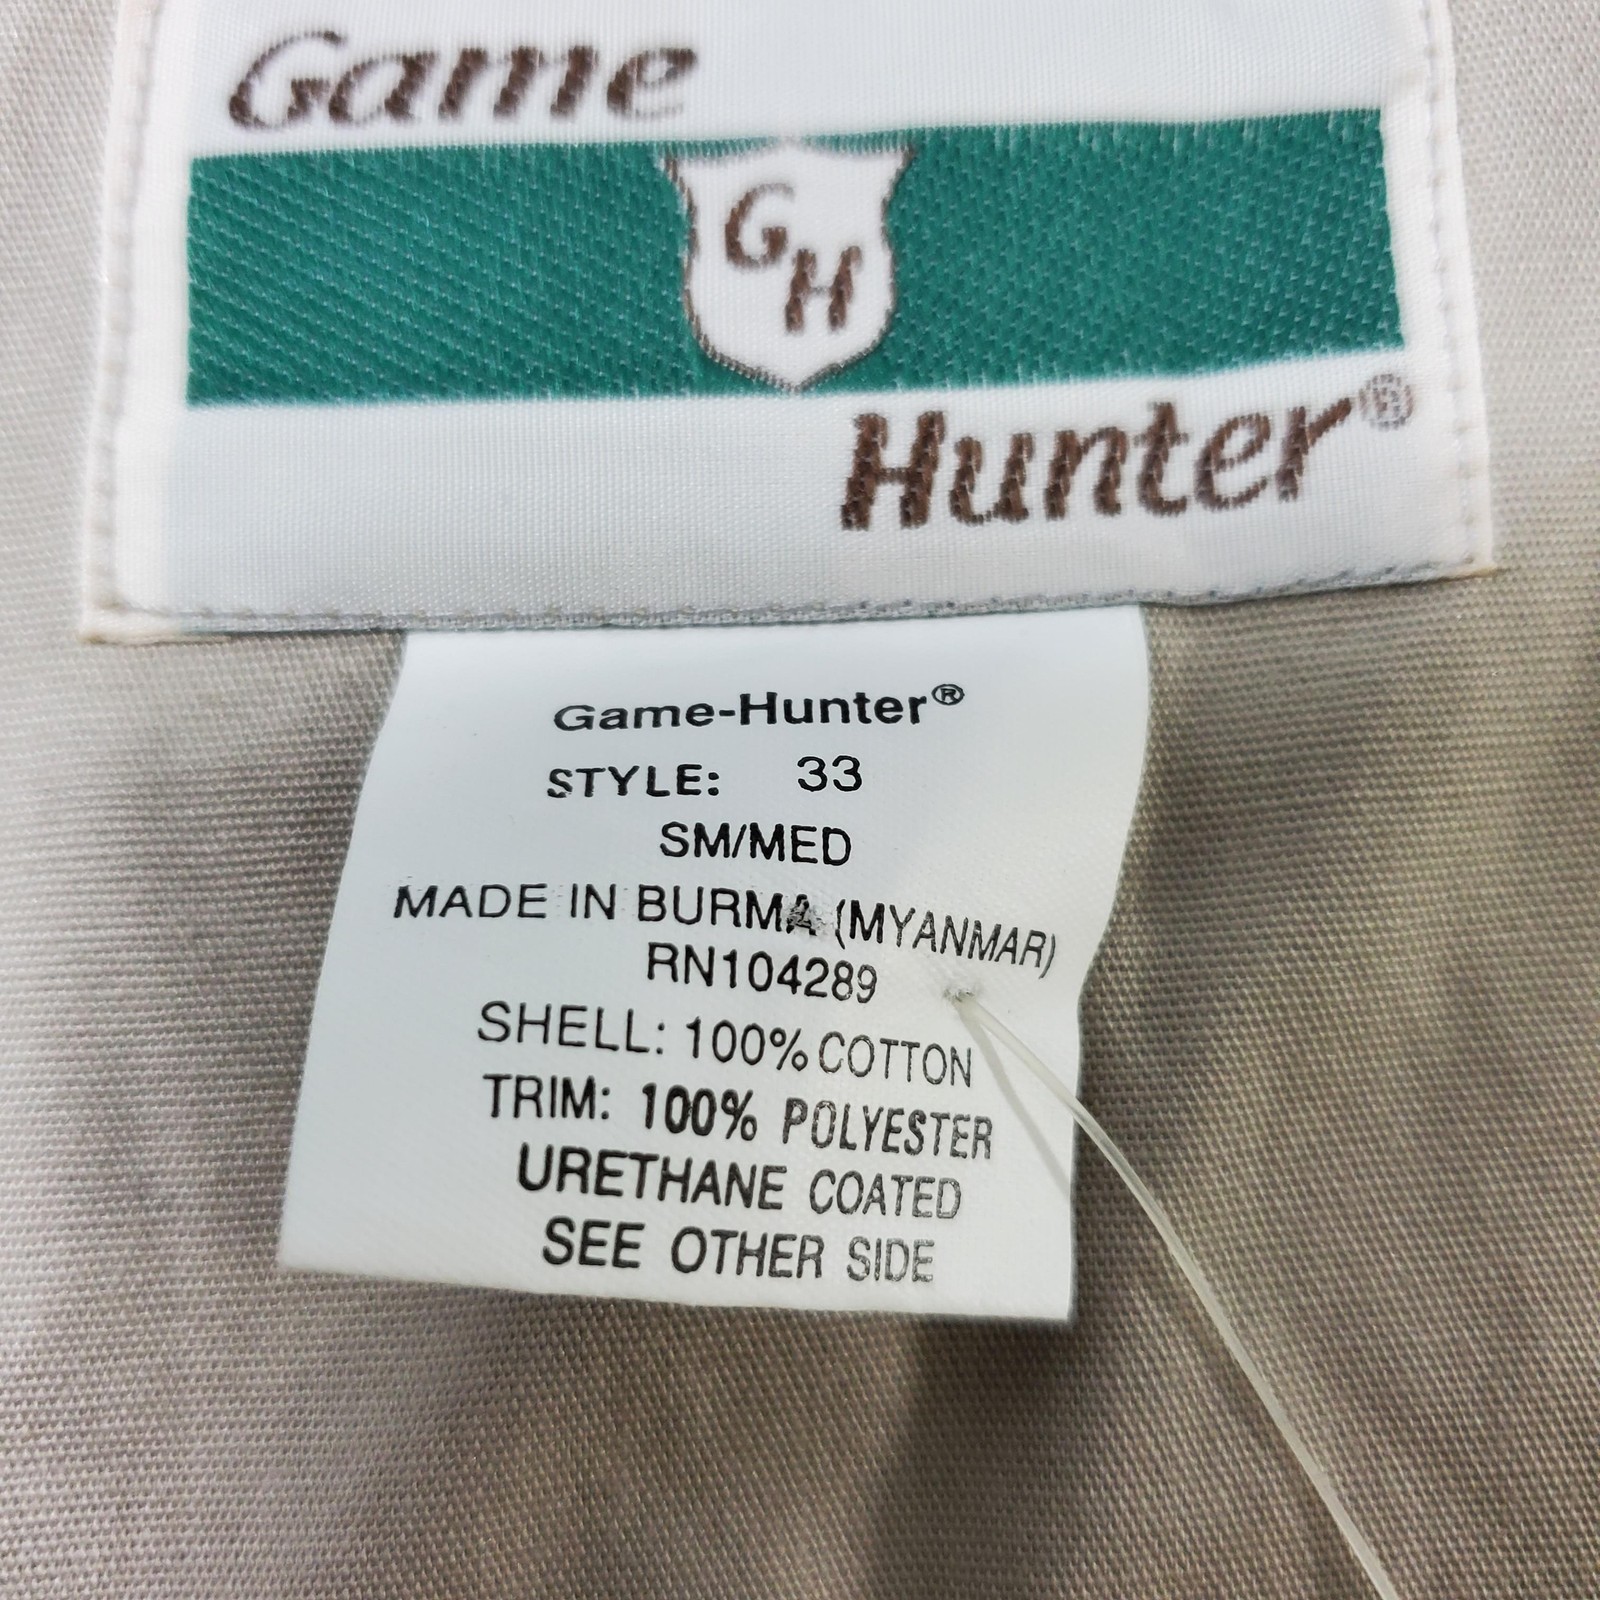 Game
G
H
Hunter®
Game-Hunter®
STYLE: 33
SM/MED
MADE IN BURMA (MYANMAR)
RN104289
SHELL: 100% COTTON
TRIM: 100% POLYESTER
URETHANE COATED
SEE OTHER SIDE